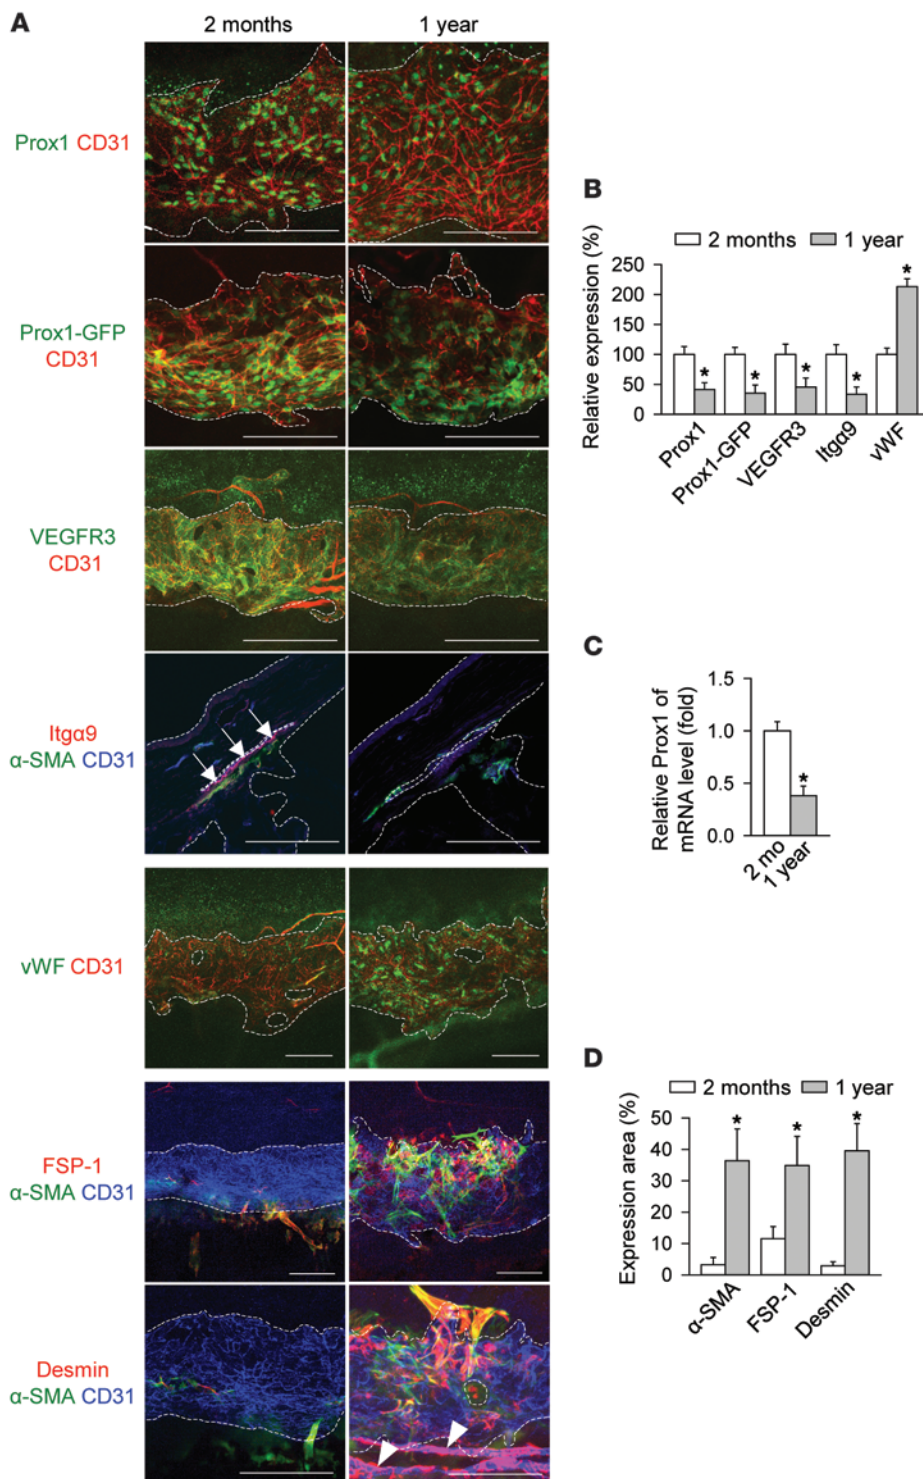 A
2 months 1 year
Prox1 CD31
Prox1-GFP
CD31
VEGFR3
CD31
Itgα9
α-SMA CD31
vWF CD31
FSP-1
α-SMA CD31
Desmin
α-SMA CD31
B
2 months 1 year
Relative expression (%)
250
200
150
100
50
0
* * * * *
Prox1 Prox1-GFP VEGFR3 Itgα9 vWF
C
Relative Prox1 of
mRNA level (fold)
1.5
1.0
0.5
0.0
*
2 mo 1 year
D
2 months 1 year
Expression area (%)
50
40
30
20
10
0
* * *
α-SMA FSP-1 Desmin